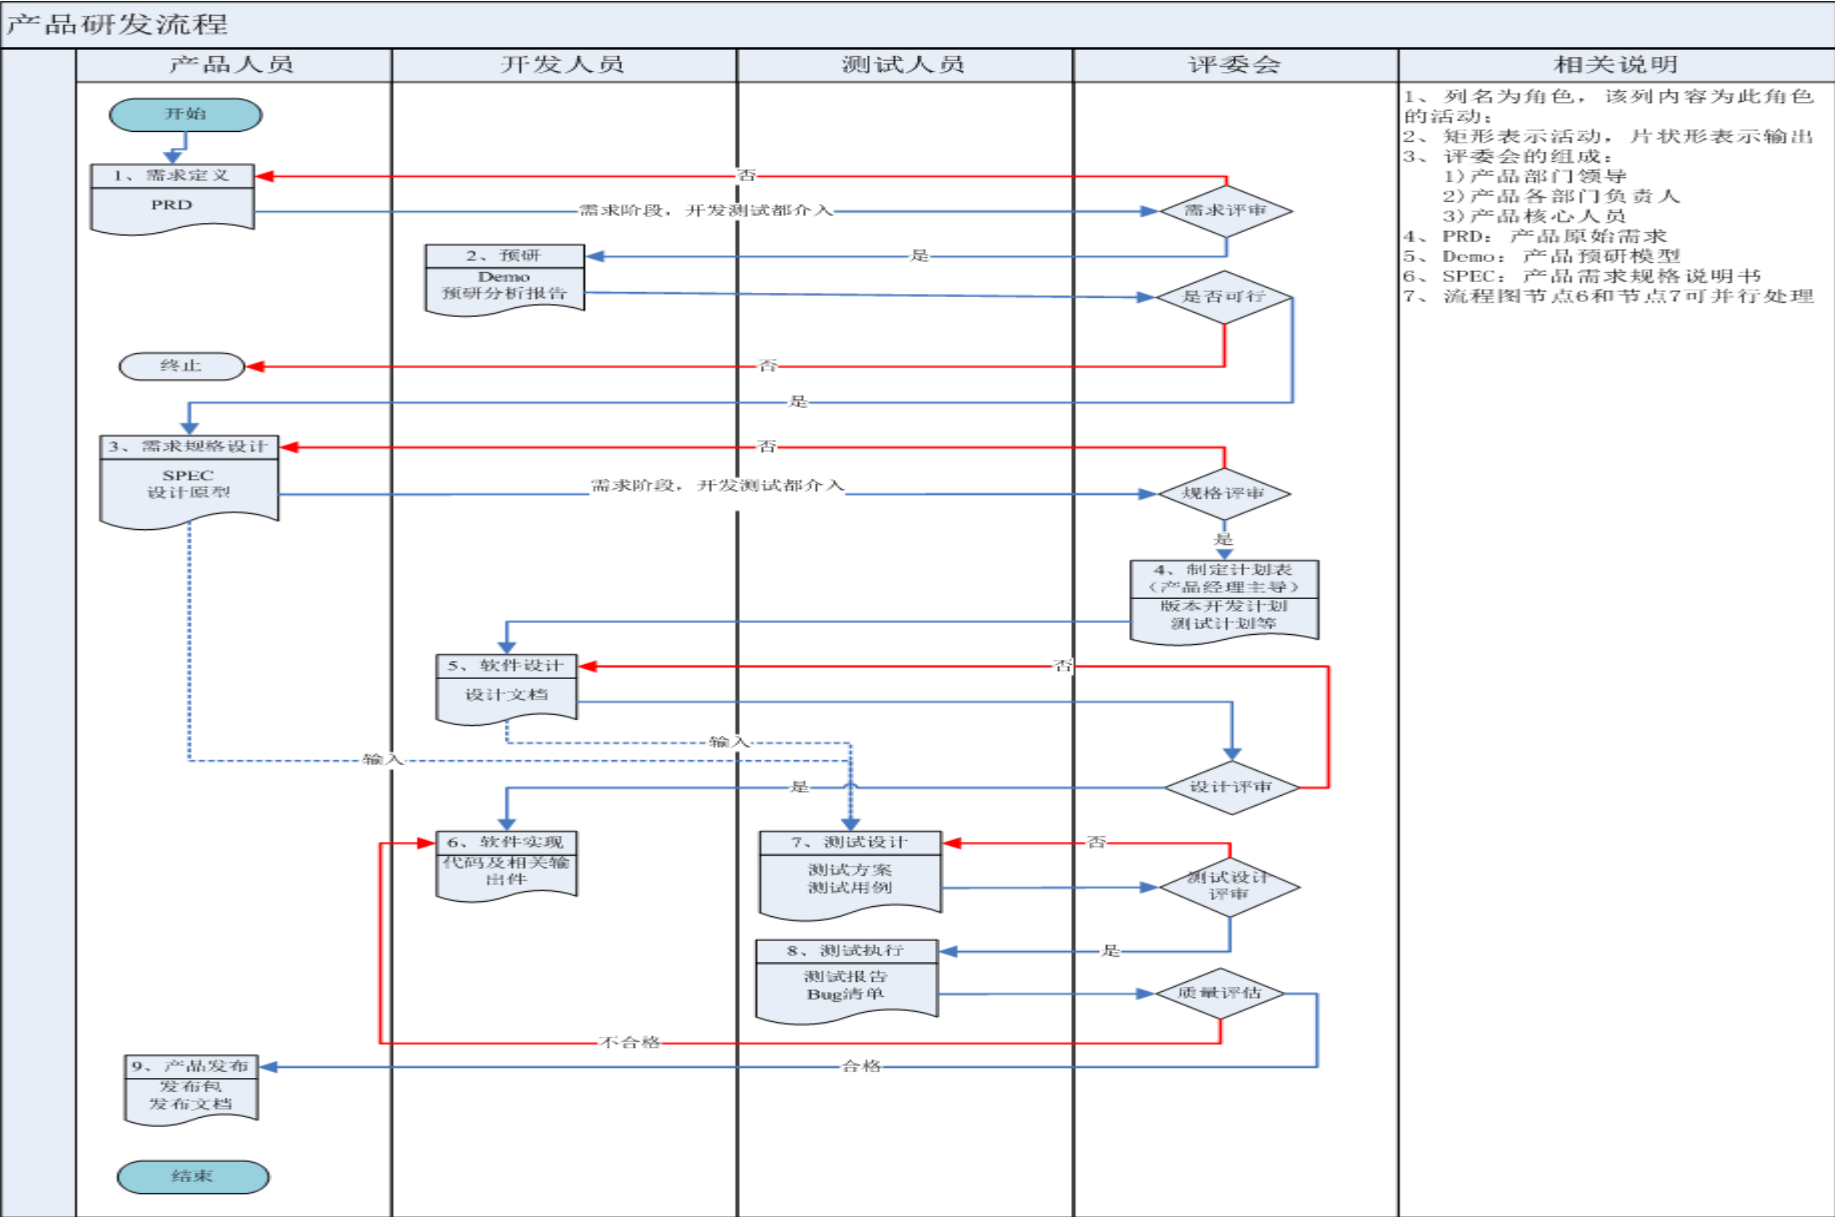 产品研发流程
产品人员
开发人员
测试人员
评委会
相关说明
开始
1、需求定义
PRD
否
需求阶段，开发测试都介入
需求评审
是
2、预研
Demo
预研分析报告
是否可行
否
终止
是
3、需求规格设计
SPEC
设计原型
否
需求阶段，开发测试都介入
规格评审
是
4、制定计划表
（产品经理主导）
版本开发计划
测试计划等
5、软件设计
设计文档
否
输入
输入
设计评审
是
6、软件实现
代码及相关输
出件
7、测试设计
测试方案
测试用例
否
测试设计
评审
是
8、测试执行
测试报告
Bug清单
质量评估
不合格
合格
9、产品发布
发布包
发布文档
结束
1、列名为角色，该列内容为此角色
的活动；
2、矩形表示活动，片状形表示输出
3、评委会的组成：
1)产品部门领导
2)产品各部门负责人
3)产品核心人员
4、PRD：产品原始需求
5、Demo：产品预研模型
6、SPEC：产品需求规格说明书
7、流程图节点6和节点7可并行处理